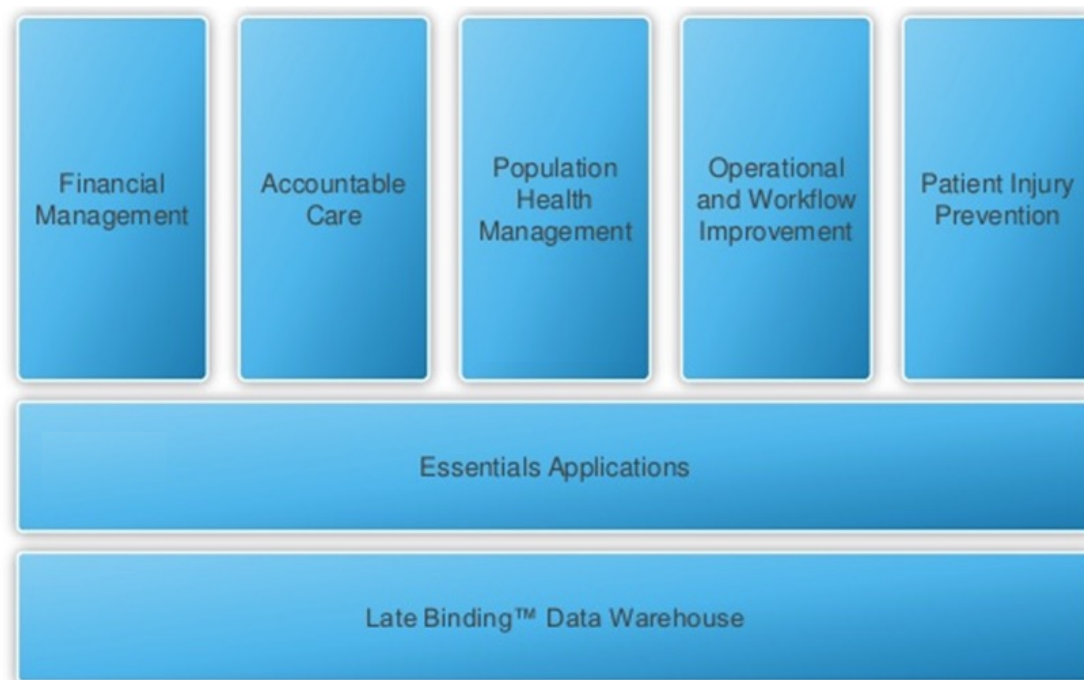 Financial
Management
Accountable
Care
Population
Health
Management
Operational
and Workflow
Improvement
Patient Injury
Prevention
Essentials Applications
Late Binding™ Data Warehouse